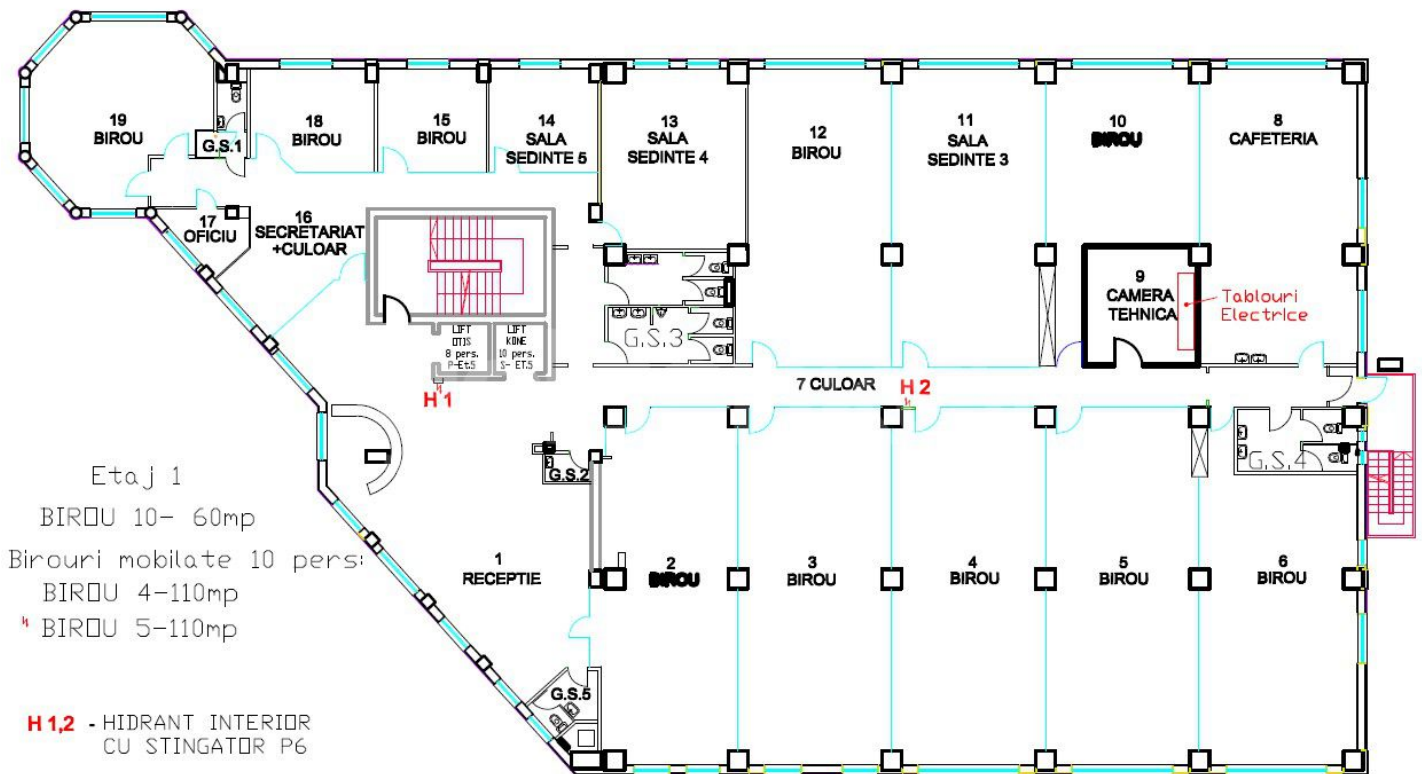 19
BIROU
G.S.1
18
BIROU
15
BIROU
14
SALA
SEDINTE 5
13
SALA
SEDINTE 4
12
BIROU
11
SALA
SEDINTE 3
10
BIROU
8
CAFETERIA
17
OFICIU
16
SECRETARIAT
+CULOAR
9
CAMERA
TEHNICA
Tablouri
Electrice
LIFT
OTIS
8 pers.
P-Et.5
LIFT
KONE
10 pers.
S- ET.5
G.S.3
H 1
7 CULOAR
H 2
G.S.2
G.S.4
Etaj 1
BIROU 10- 60mp
Birouri mobilate 10 pers:
BIROU 4-110mp
BIROU 5-110mp
1
RECEPTIE
2
BIROU
3
BIROU
4
BIROU
5
BIROU
6
BIROU
G.S.5
H 1,2 - HIDRANT INTERIOR
CU STINGATOR P6